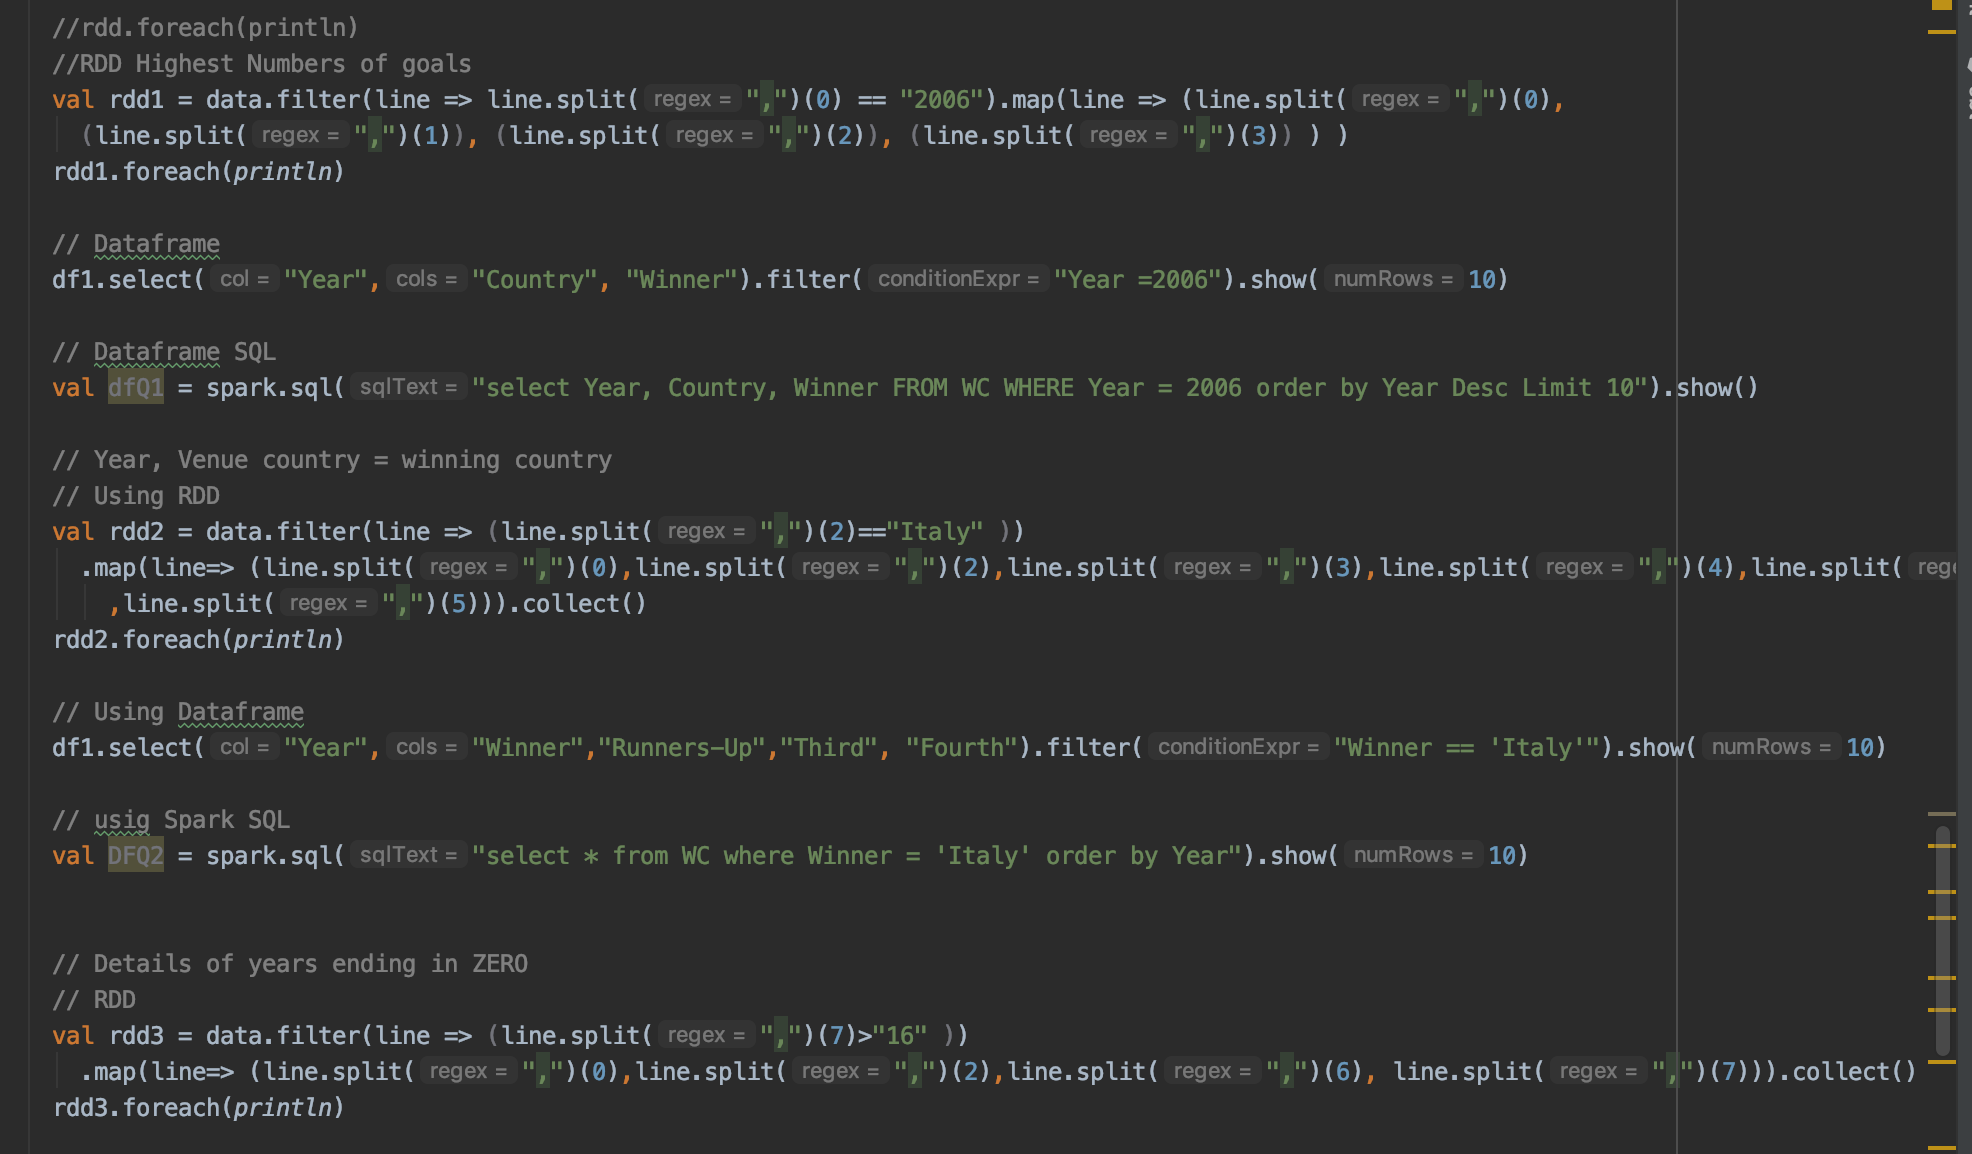 //rdd.foreach(println)
//RDD Highest Numbers of goals
val rdd1 = data.filter(line => line.split( regex = ",")(0) == "2006").map(line => (line.split( regex = ",")(0),
(line.split( regex = ",")(1)), (line.split( regex = ",")(2)), (line.split( regex = ",")(3)) ) )
rdd1.foreach(println)
// Dataframe
df1.select( col = "Year", cols = "Country", "Winner").filter( conditionExpr = "Year =2006").show( numRows = 10)
// Dataframe SQL
val dfQ1 = spark.sql( sqlText = "select Year, Country, Winner FROM WC WHERE Year = 2006 order by Year Desc Limit 10").show()
// Year, Venue country = winning country
// Using RDD
val rdd2 = data.filter(line => (line.split( regex = ",")(2)=="Italy" ))
.map(line=> (line.split( regex = ",")(0),line.split( regex = ",")(2),line.split( regex = ",")(3),line.split( regex = ",")(4),line.split(
,line.split( regex = ",")(5))).collect()
rdd2.foreach(println)
// Using Dataframe
df1.select( col = "Year", cols = "Winner","Runners-Up","Third", "Fourth").filter( conditionExpr = "Winner == 'Italy'").show( numRows = 10)
// usig Spark SQL
val DFQ2 = spark.sql( sqlText = "select * from WC where Winner = 'Italy' order by Year").show( numRows = 10)
// Details of years ending in ZERO
// RDD
val rdd3 = data.filter(line => (line.split( regex = ",")(7)>"16" ))
.map(line=> (line.split( regex = ",")(0),line.split( regex = ",")(2),line.split( regex = ",")(6), line.split( regex = ",")(7))).collect()
rdd3.foreach(println)